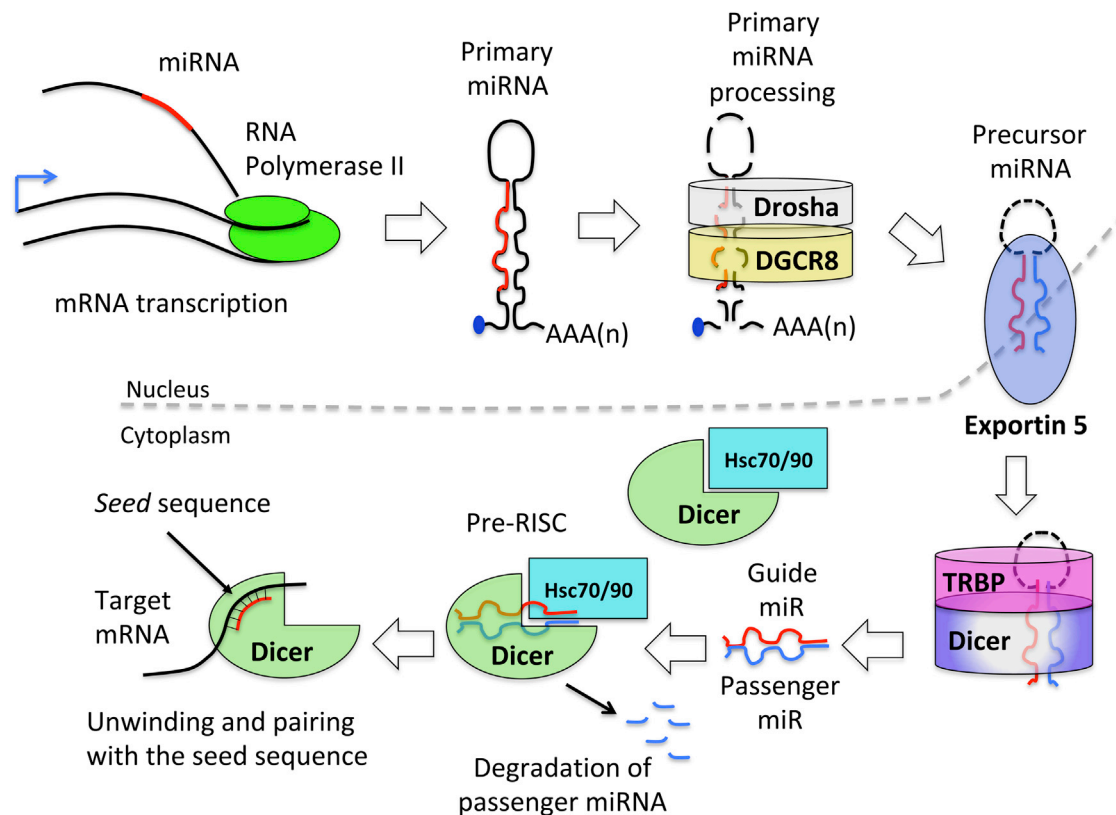 miRNA
RNA
Polymerase II
mRNA transcription
Primary
miRNA
AAA(n)
Primary
miRNA
processing
Drosha
DGCR8
AAA(n)
Precursor
miRNA
Exportin 5
Nucleus
Cytoplasm
Hsc70/90
Dicer
TRBP
Dicer
Guide
miR
Passenger
miR
Pre-RISC
Hsc70/90
Dicer
Degradation of
passenger miRNA
Seed sequence
Target
mRNA
Dicer
Unwinding and pairing
with the seed sequence